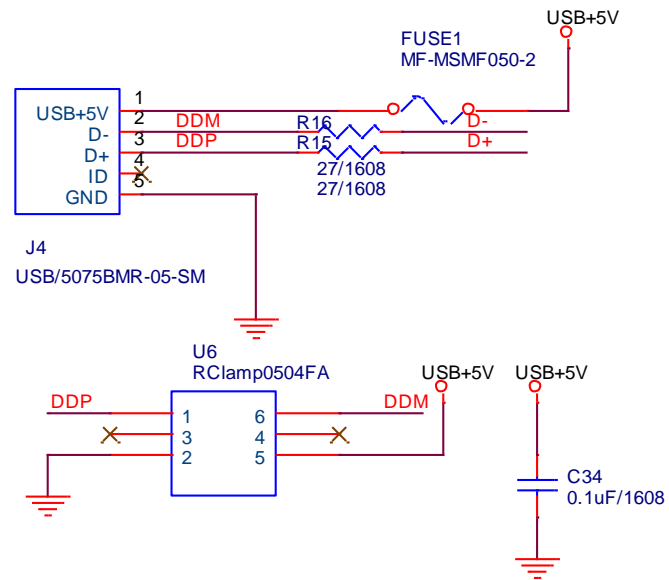 USB+5V
FUSE1
MF-MSMF050-2
1
USB+5V
2
DDM
R16
D-
D-
3
DDP
R15
D+
D+
4
ID
27/1608
5
GND
27/1608
J4
USB/5075BMR-05-SM
U6
RClamp0504FA
USB+5V
USB+5V
DDP
1
6
DDM
3
4
2
5
C34
0.1uF/1608